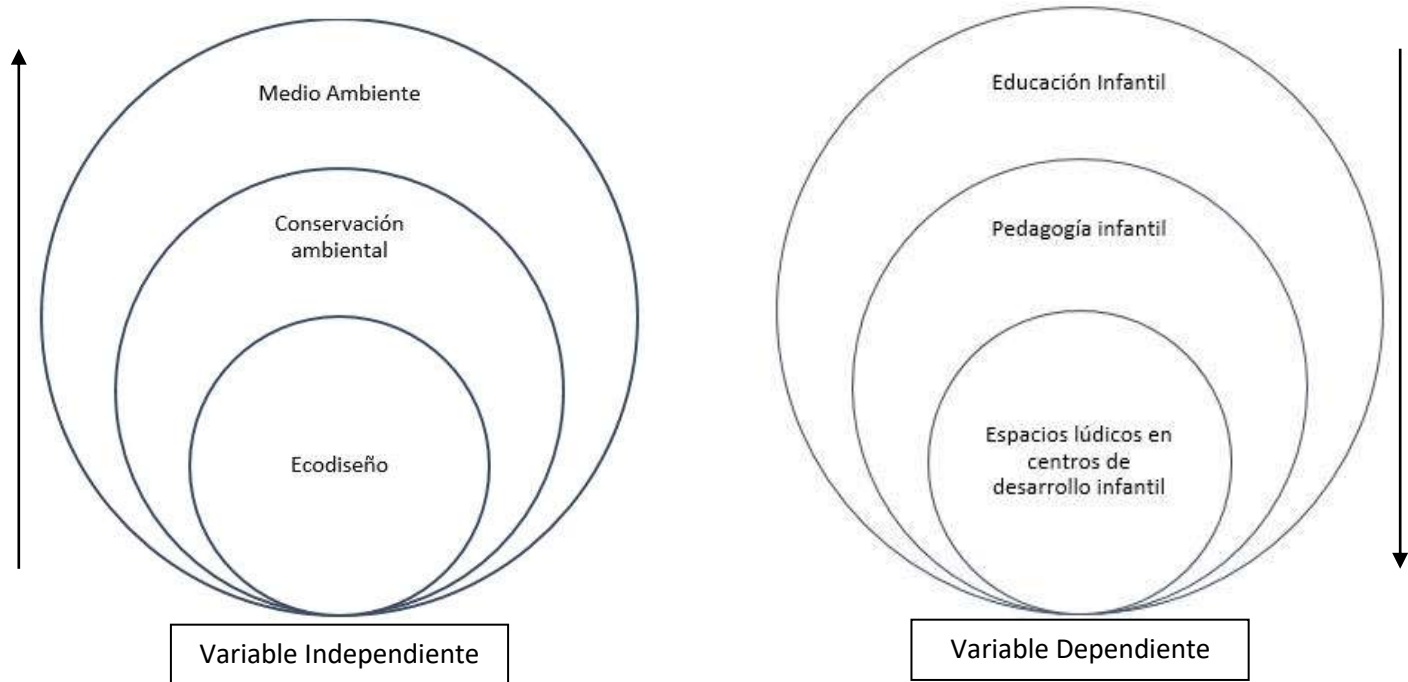 Medio Ambiente
Conservación
ambiental
Ecodiseño
Variable Independiente
Educación Infantil
Pedagogía infantil
Espacios lúdicos en
centros de
desarrollo infantil
Variable Dependiente